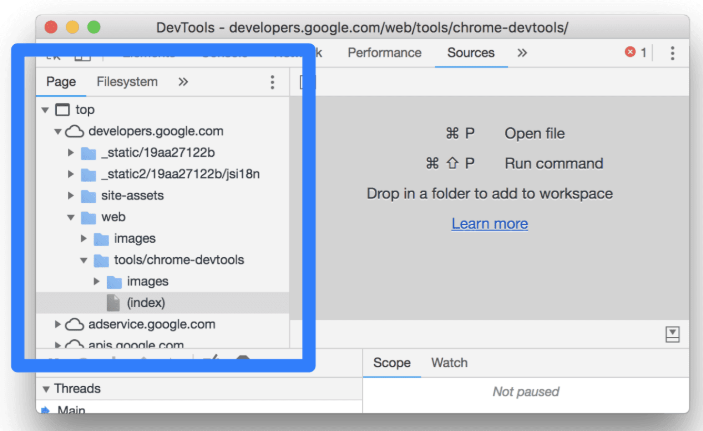 DevTools - developers.google.com/web/tools/chrome-devtools/
Performance Sources » 1
Page Filesystem »
top
developers.google.com
_static/19aa27122b
_static2/19aa27122b/jsi18n
site-assets
web
images
tools/chrome-devtools
images
(index)
adservice.google.com
apis.google.com
⌘ P Open file
⌘ ⇧ P Run command
Drop in a folder to add to workspace
Learn more
Scope Watch
Threads
Not paused
Main